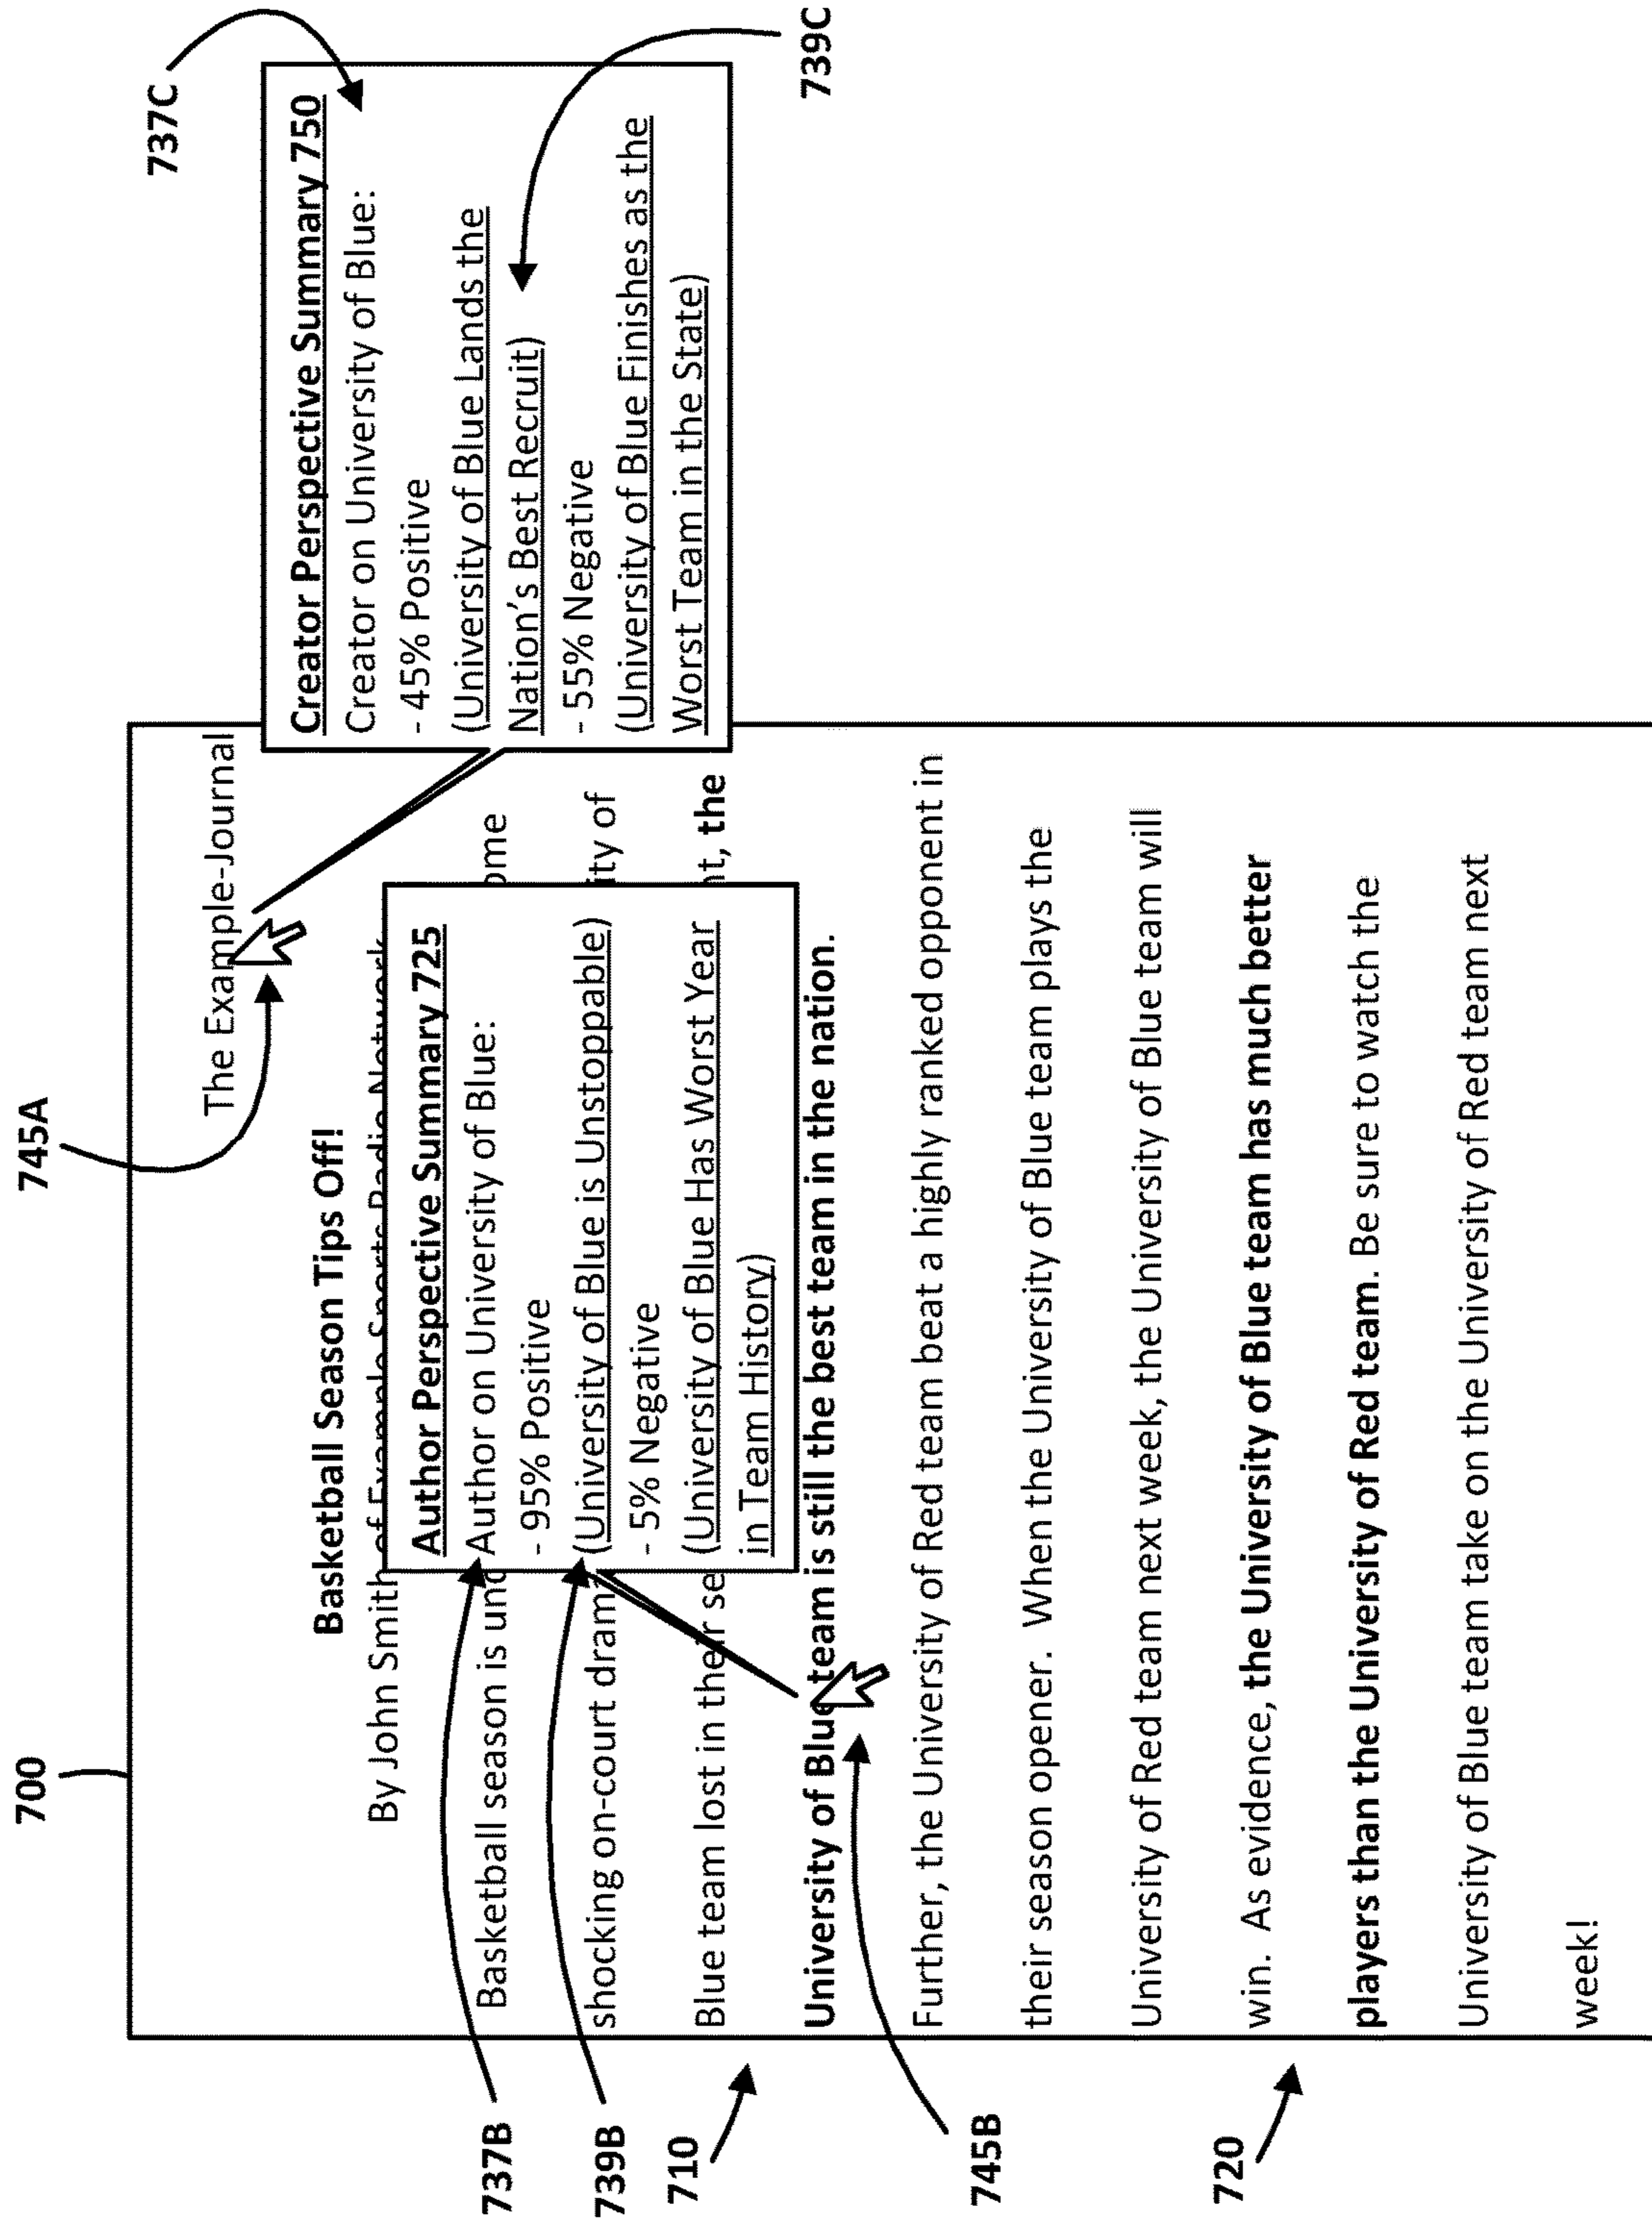 700
745A
737C
The Example-Journal
Basketball Season Tips Off!
By John Smith of Example Sports Radio Network
Creator Perspective Summary 750
Creator on University of Blue:
- 45% Positive
(University of Blue Lands the
Nation's Best Recruit)
- 55% Negative
(University of Blue Finishes as the
Worst Team in the State)
739C
Author Perspective Summary 725
Author on University of Blue:
- 95% Positive
(University of Blue is Unstoppable)
- 5% Negative
(University of Blue Has Worst Year
in Team History)
737B
739B
710
745B
720
Basketball season is
shocking on-court
Blue team lost in their , the
University of Blue team is still the best team in the nation.
Further, the University of Red team beat a highly ranked opponent in
their season opener. When the University of Blue team plays the
University of Red team next week, the University of Blue team will
win. As evidence, the University of Blue team has much better
players than the University of Red team. Be sure to watch the
University of Blue team take on the University of Red team next
week!